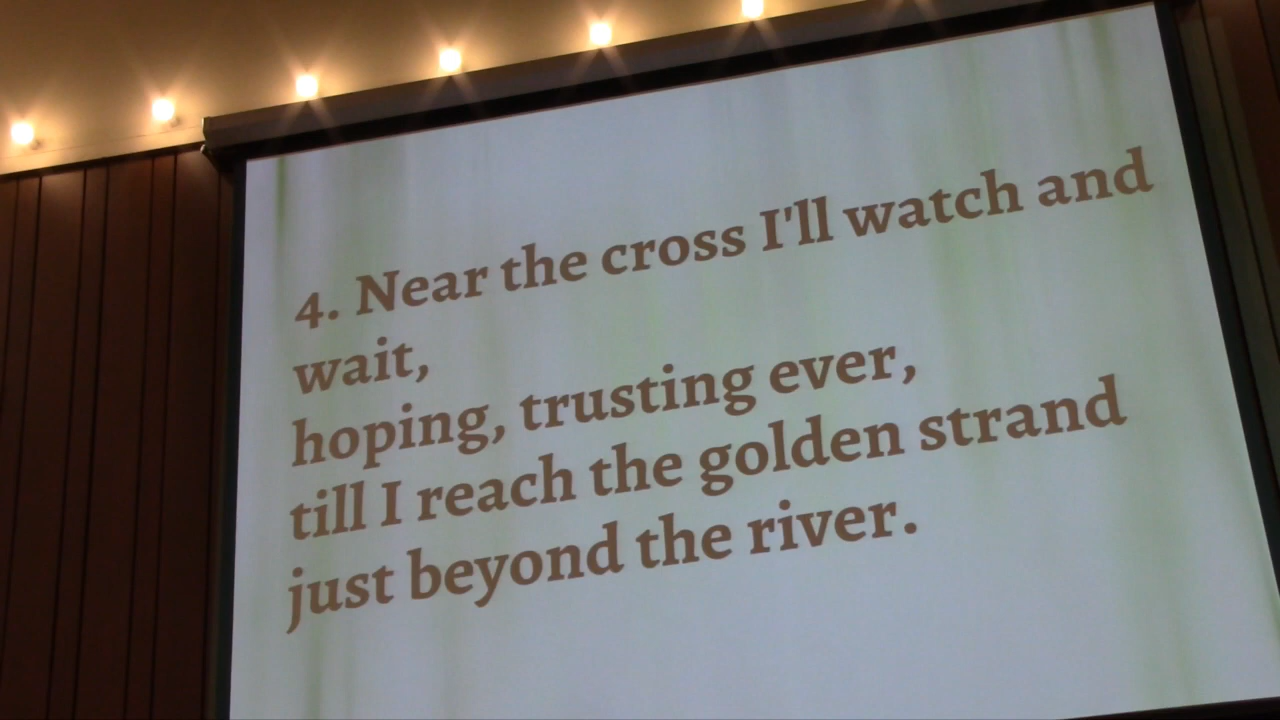 4. Near the cross I'll watch and
wait,
hoping, trusting ever,
till I reach the golden strand
just beyond the river.